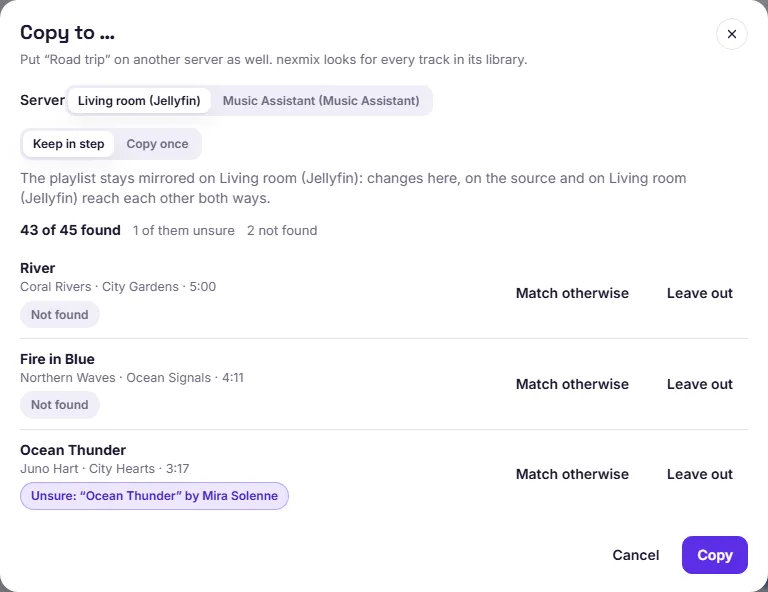 Copy to …
Put “Road trip” on another server as well. nexmix looks for every track in its library.
Server Living room (Jellyfin) Music Assistant (Music Assistant)
Keep in step Copy once
The playlist stays mirrored on Living room (Jellyfin): changes here, on the source and on Living room
(Jellyfin) reach each other both ways.
43 of 45 found 1 of them unsure 2 not found
River
Coral Rivers · City Gardens · 5:00
Not found
Match otherwise Leave out
Fire in Blue
Northern Waves · Ocean Signals · 4:11
Not found
Match otherwise Leave out
Ocean Thunder
Juno Hart · City Hearts · 3:17
Unsure: “Ocean Thunder” by Mira Solenne
Match otherwise Leave out
Cancel Copy